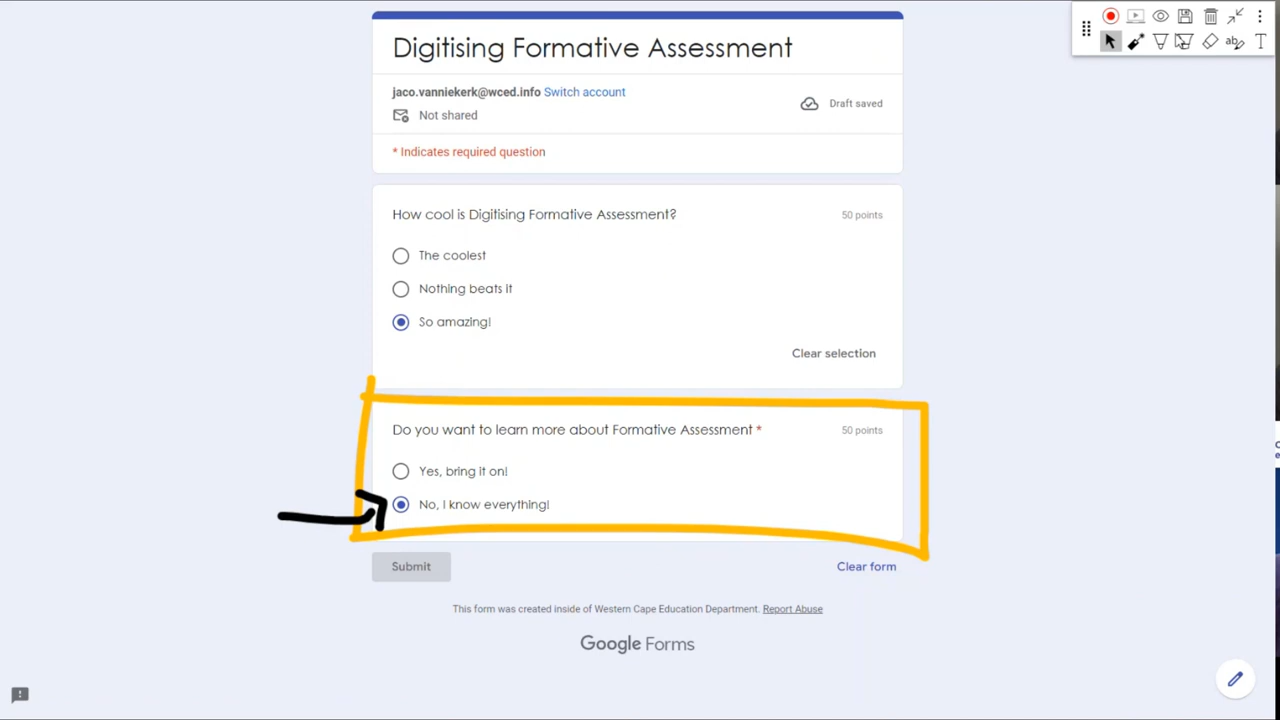 Digitising Formative Assessment
jaco.vanniekerk@wced.info Switch account
Not shared
Draft saved
* Indicates required question
How cool is Digitising Formative Assessment?
50 points
The coolest
Nothing beats it
So amazing!
Clear selection
Do you want to learn more about Formative Assessment *
50 points
Yes, bring it on!
No, I know everything!
Submit
Clear form
This form was created inside of Western Cape Education Department. Report Abuse
Google Forms